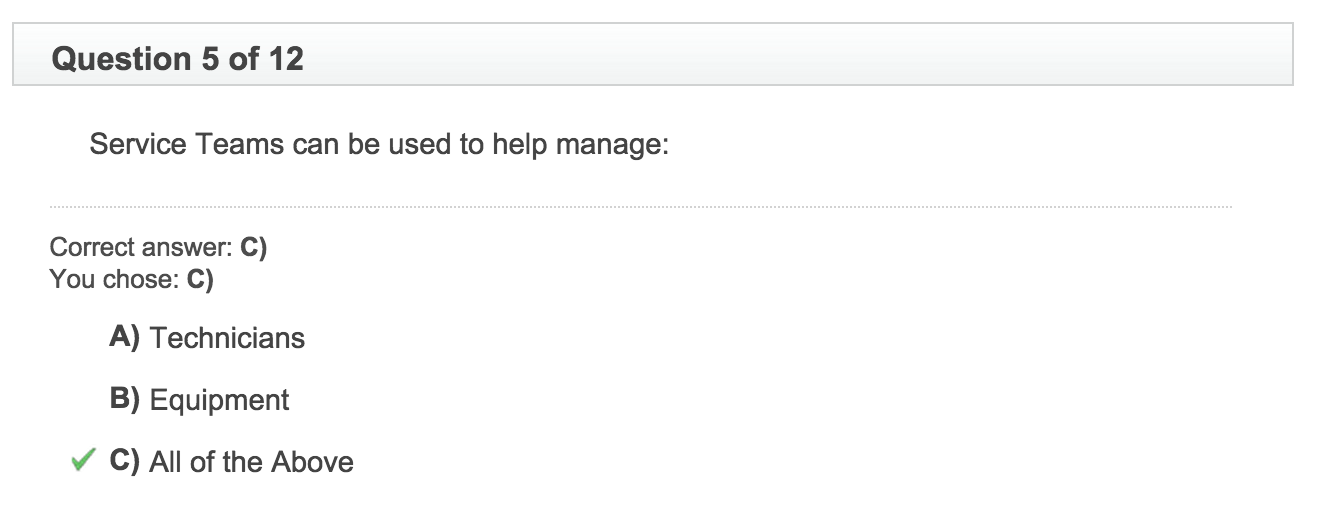 Question 5 of 12
Service Teams can be used to help manage:
Correct answer: C)
You chose: C)
A) Technicians
B) Equipment
C) All of the Above